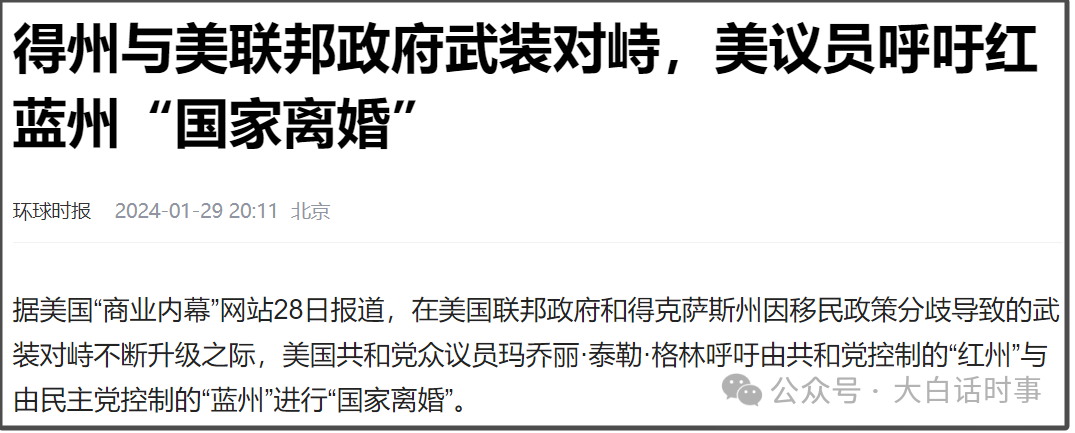 得州与美联邦政府武装对峙，美议员呼吁红
蓝州“国家离婚”
环球时报 2024-01-29 20:11 北京
据美国“商业内幕”网站28日报道，在美国联邦政府和得克萨斯州因移民政策分歧导致的武
装对峙不断升级之际，美国共和党众议员玛乔丽·泰勒·格林呼吁由共和党控制的“红州”与
由民主党控制的“蓝州”进行“国家离婚”。
公众号·大白话时事